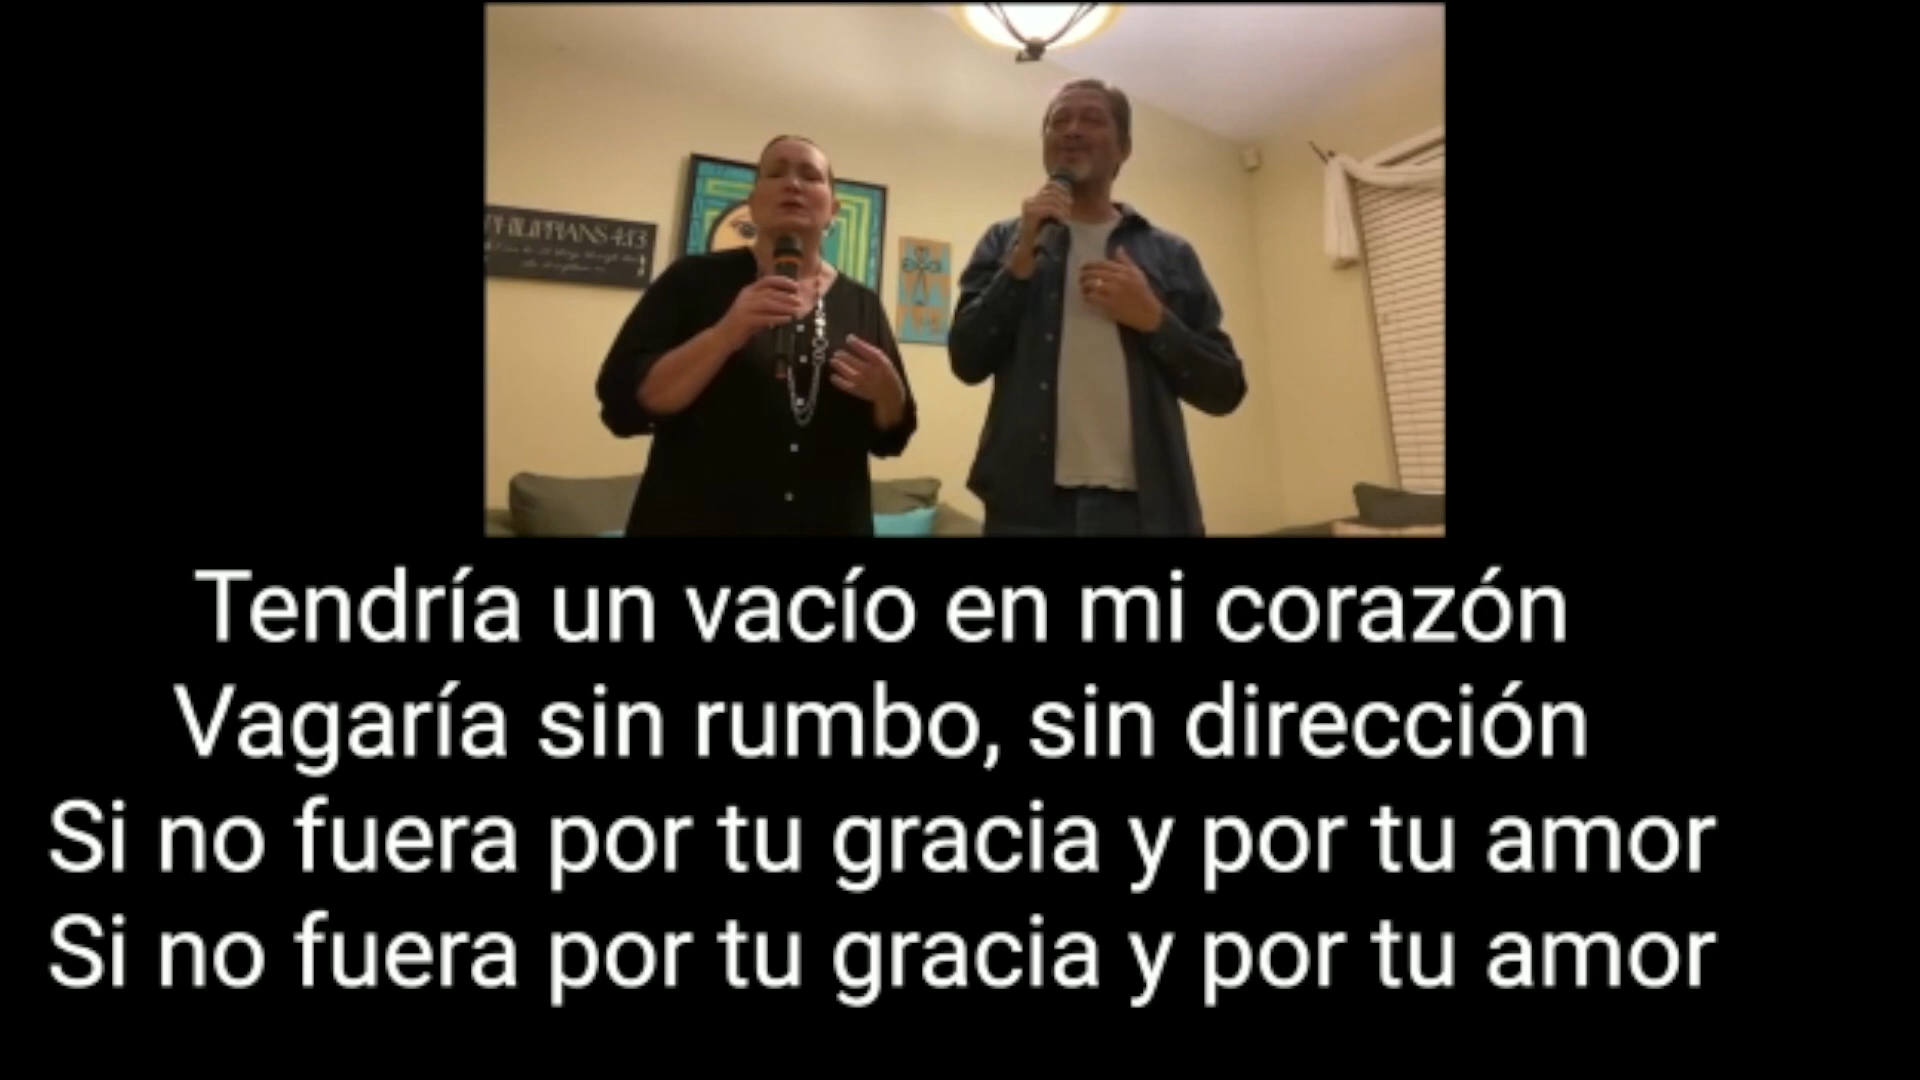 PHILIPPIANS 4:13
Tendría un vacío en mi corazón
Vagaría sin rumbo, sin dirección
Si no fuera por tu gracia y por tu amor
Si no fuera por tu gracia y por tu amor